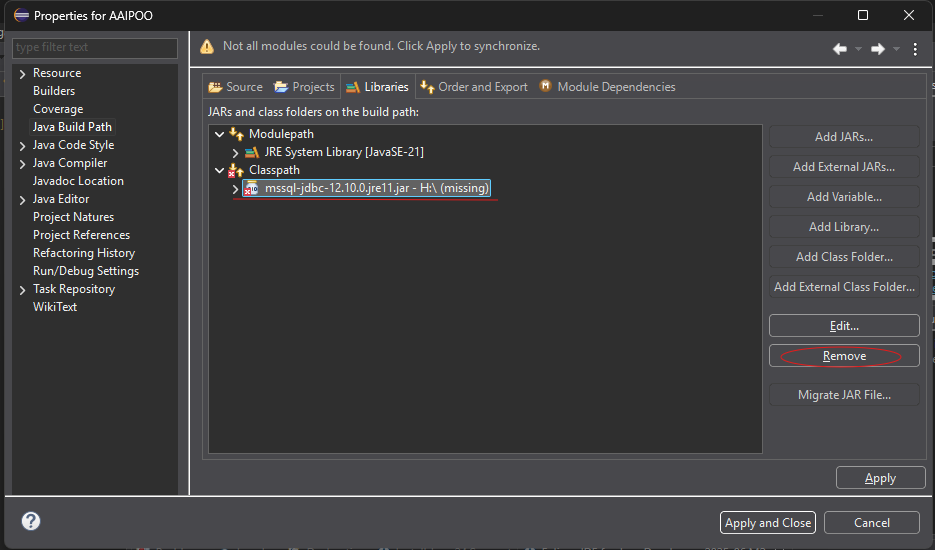 Properties for AAIPOO
type filter text
Resource
Builders
Coverage
Java Build Path
Java Code Style
Java Compiler
Javadoc Location
Java Editor
Project Natures
Project References
Refactoring History
Run/Debug Settings
Task Repository
WikiText
Not all modules could be found. Click Apply to synchronize.
Source Projects Libraries Order and Export Module Dependencies
JARs and class folders on the build path:
Modulepath
JRE System Library [JavaSE-21]
Classpath
mssql-jdbc-12.10.0.jre11.jar - H:\ (missing)
Add JARs...
Add External JARs...
Add Variable...
Add Library...
Add Class Folder...
Add External Class Folder...
Edit...
Remove
Migrate JAR File...
Apply
Apply and Close Cancel